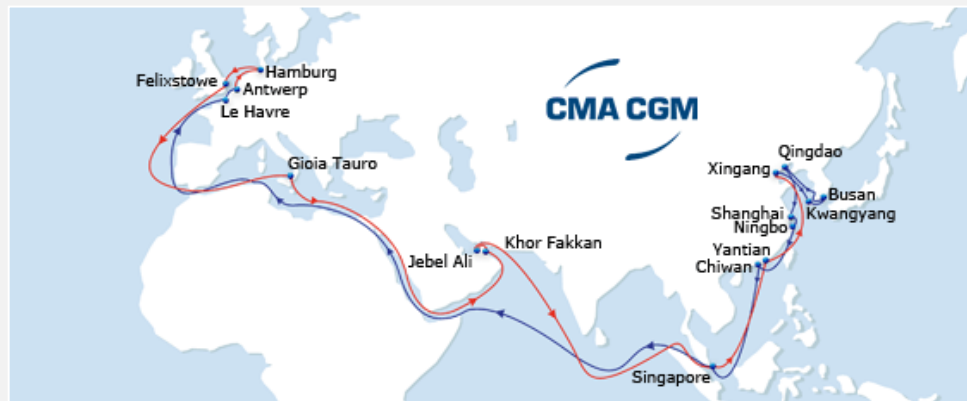 Hamburg
Felixstowe
Antwerp
Le Havre
CMA CGM
Gioia Tauro
Qingdao
Xingang
Busan
Kwangyang
Shanghai
Ningbo
Khor Fakkan
Yantian
Jebel Ali
Chiwan
Singapore